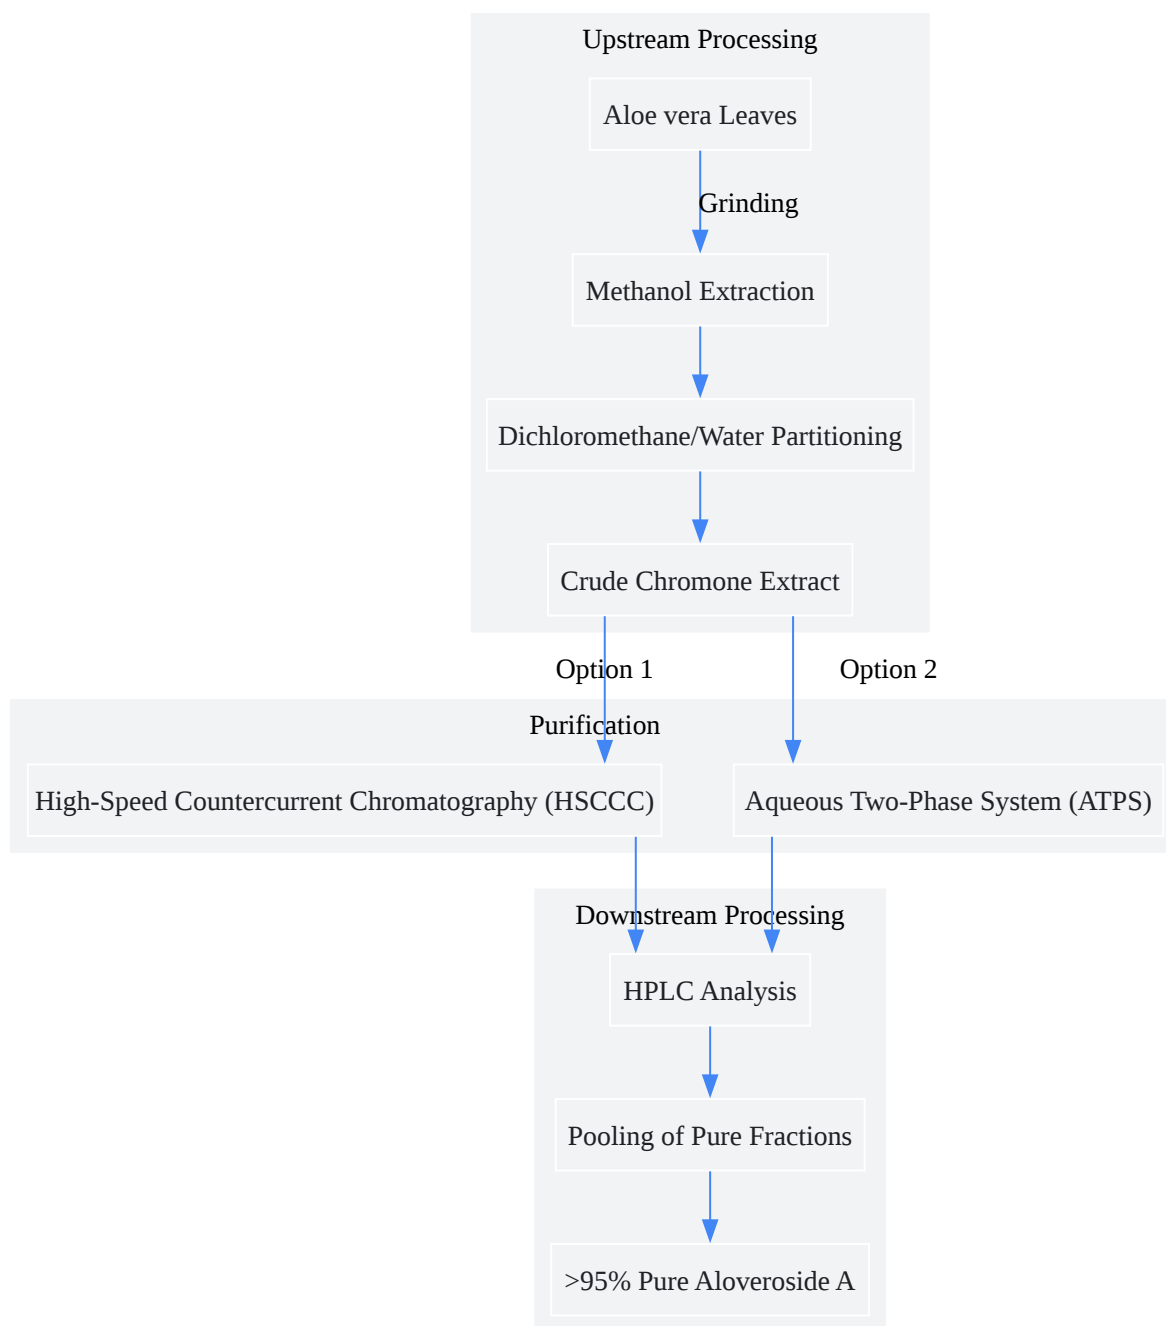 Upstream Processing
Aloe vera Leaves
Grinding
Methanol Extraction
Dichloromethane/Water Partitioning
Crude Chromone Extract
Option 1
Option 2
Purification
High-Speed Countercurrent Chromatography (HSCCC)
Aqueous Two-Phase System (ATPS)
Downstream Processing
HPLC Analysis
Pooling of Pure Fractions
>95% Pure Aloveroside A